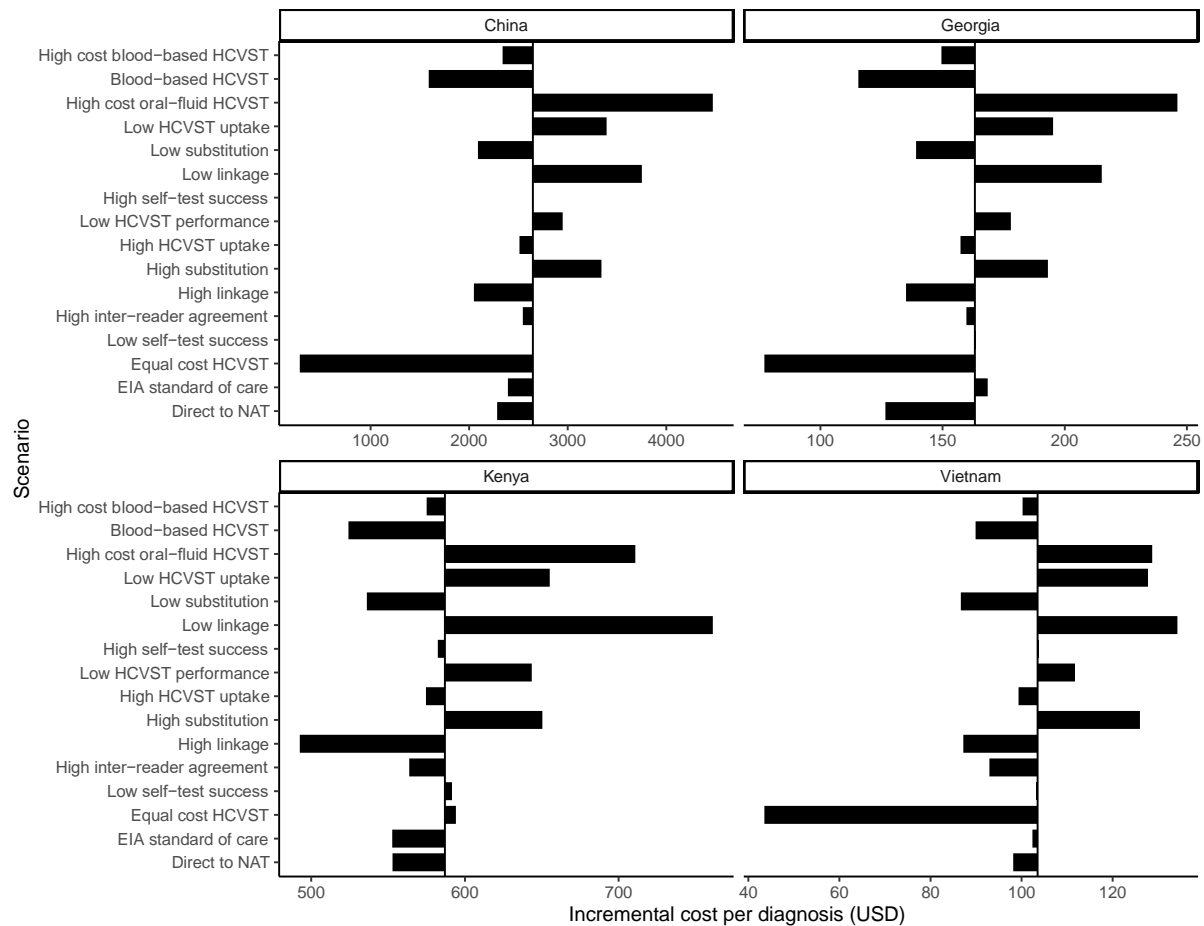 China
Georgia
High cost blood−based HCVST
Blood−based HCVST
High cost oral−fluid HCVST
Low HCVST uptake
Low substitution
Low linkage
High self−test success
Low HCVST performance
High HCVST uptake
High substitution
High linkage
High inter−reader agreement
Low self−test success
Equal cost HCVST
EIA standard of care
Direct to NAT
1000 2000 3000 4000
100 150 200 250
Scenario
Kenya
Vietnam
High cost blood−based HCVST
Blood−based HCVST
High cost oral−fluid HCVST
Low HCVST uptake
Low substitution
Low linkage
High self−test success
Low HCVST performance
High HCVST uptake
High substitution
High linkage
High inter−reader agreement
Low self−test success
Equal cost HCVST
EIA standard of care
Direct to NAT
500 600 700
40 60 80 100 120
Incremental cost per diagnosis (USD)